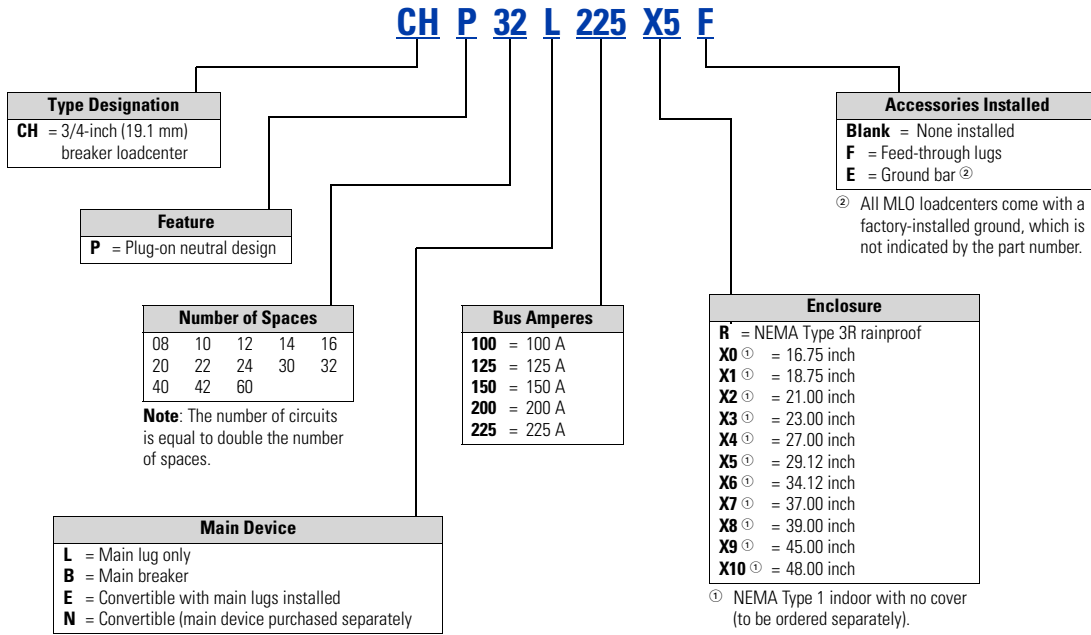 CH P 32 L 225 X5 F
Type Designation
CH = 3/4-inch (19.1 mm)
breaker loadcenter
Feature
P = Plug-on neutral design
Number of Spaces
08 10 12 14 16
20 22 24 30 32
40 42 60
Note: The number of circuits
is equal to double the number
of spaces.
Main Device
L = Main lug only
B = Main breaker
E = Convertible with main lugs installed
N = Convertible (main device purchased separately
Bus Amperes
100 = 100 A
125 = 125 A
150 = 150 A
200 = 200 A
225 = 225 A
Enclosure
R = NEMA Type 3R rainproof
X0 ① = 16.75 inch
X1 ① = 18.75 inch
X2 ① = 21.00 inch
X3 ① = 23.00 inch
X4 ① = 27.00 inch
X5 ① = 29.12 inch
X6 ① = 34.12 inch
X7 ① = 37.00 inch
X8 ① = 39.00 inch
X9 ① = 45.00 inch
X10 ① = 48.00 inch
① NEMA Type 1 indoor with no cover
(to be ordered separately).
Accessories Installed
Blank = None installed
F = Feed-through lugs
E = Ground bar ②
② All MLO loadcenters come with a
factory-installed ground, which is
not indicated by the part number.